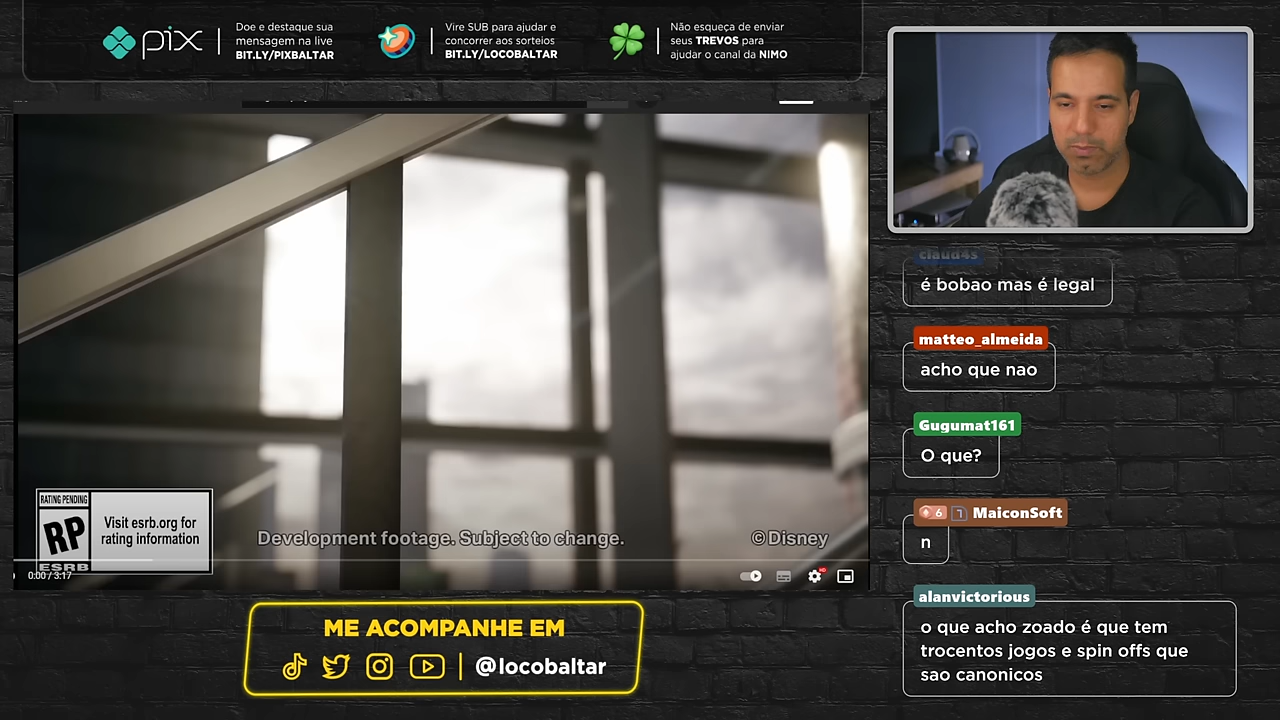 pix
Doe e destaque sua
mensagem na live
BIT.LY/PIXBALTAR
Vire SUB para ajudar e
concorrer aos sorteios
BIT.LY/LOCOBALTAR
Não esqueça de enviar
seus TREVOS para
ajudar o canal da NIMO
claud4s
é bobao mas é legal
matteo_almeida
acho que nao
Gugumat161
O que?
6 MaiconSoft
n
alanvictorious
o que acho zoado é que tem
trocentos jogos e spin offs que
sao canonicos
RATING PENDING
RP
ESRB
Visit esrb.org for
rating information
Development footage. Subject to change.
©Disney
0:00 / 3:17
HD
ME ACOMPANHE EM
@locobaltar